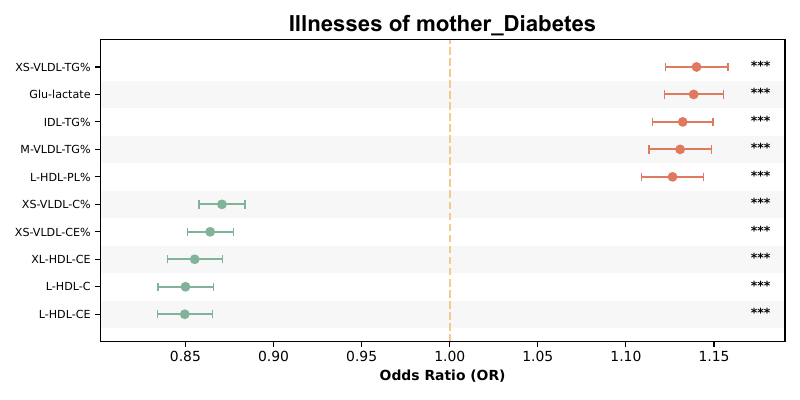 Illnesses of mother_Diabetes
XS-VLDL-TG% ***
Glu-lactate ***
IDL-TG% ***
M-VLDL-TG% ***
L-HDL-PL% ***
XS-VLDL-C% ***
XS-VLDL-CE% ***
XL-HDL-CE ***
L-HDL-C ***
L-HDL-CE ***
0.85 0.90 0.95 1.00 1.05 1.10 1.15
Odds Ratio (OR)